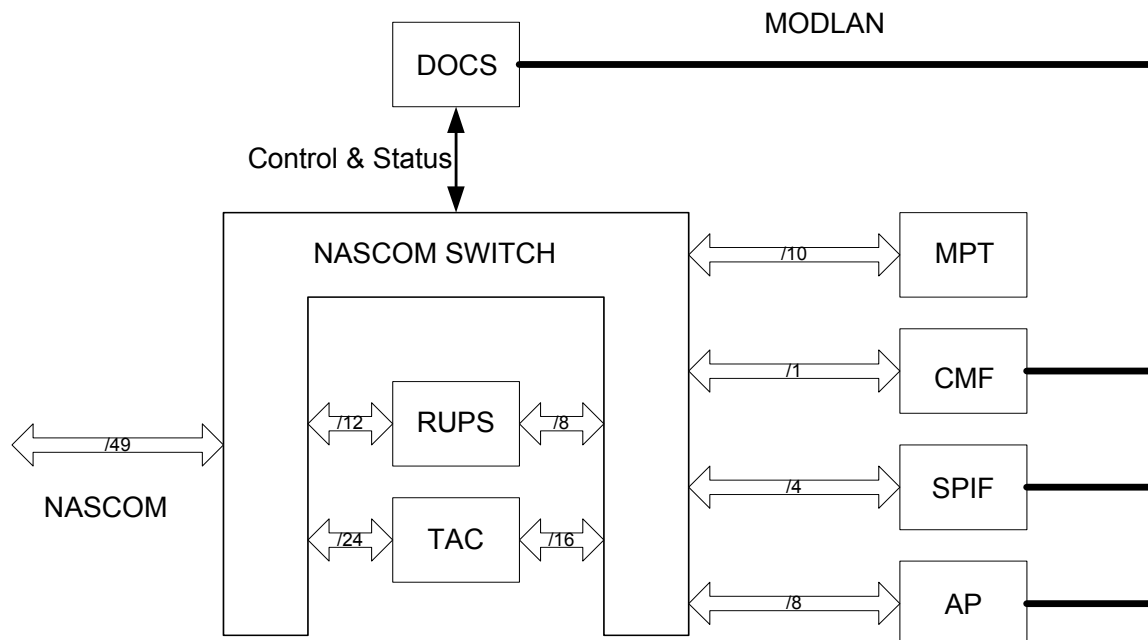 MODLAN
DOCS
Control & Status
NASCOM SWITCH
/10
MPT
/1
CMF
/12
RUPS
/8
/49
NASCOM
/4
SPIF
/24
TAC
/16
/8
AP